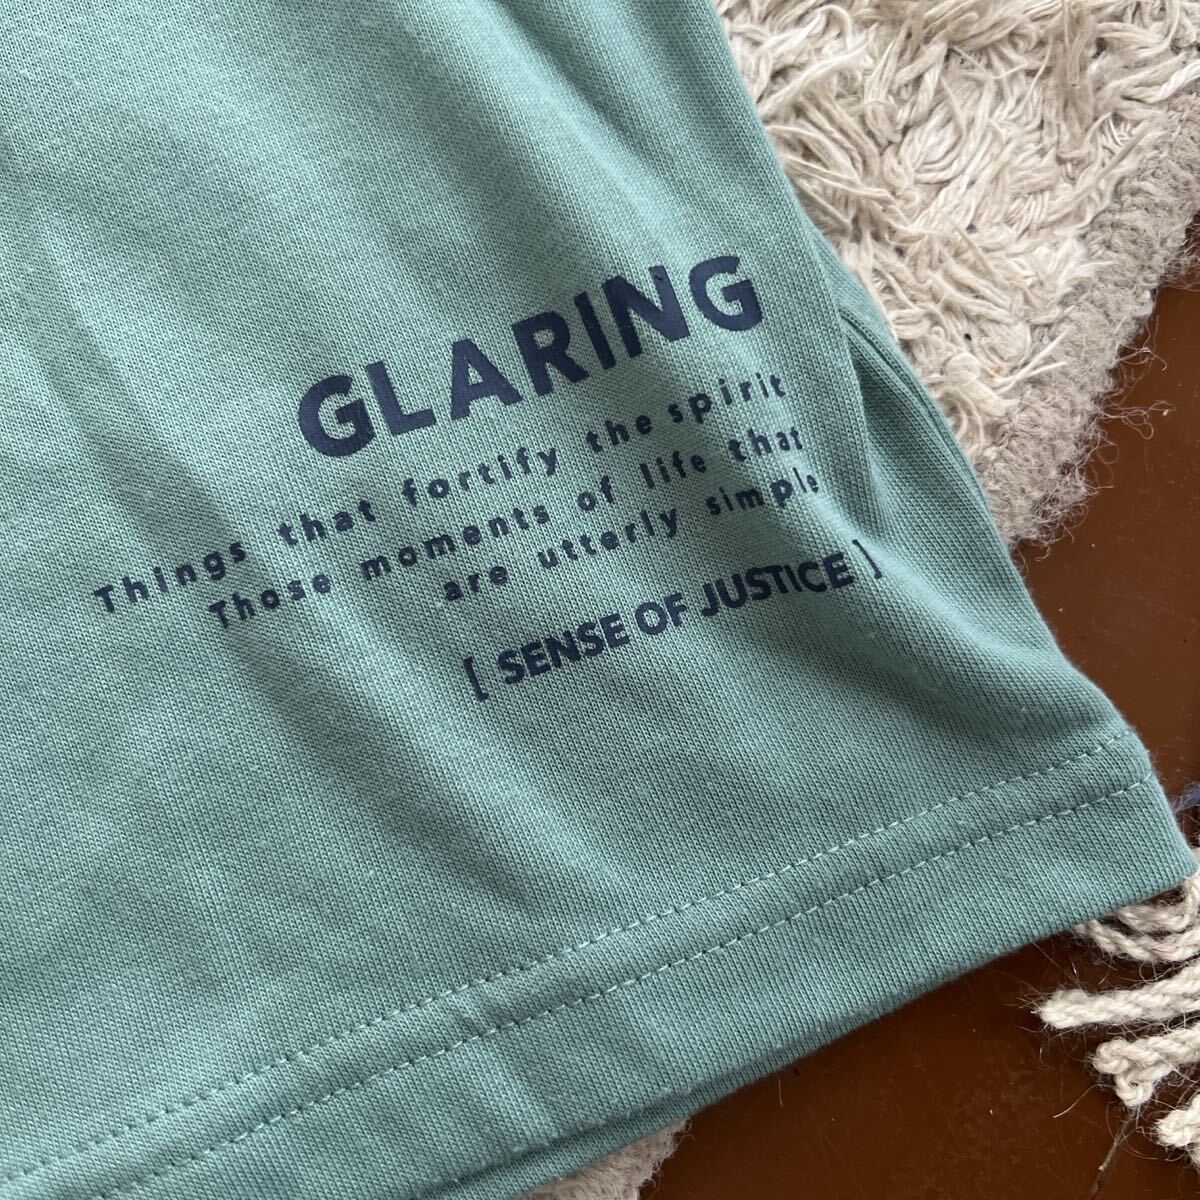 GLARING
Things that fortify the spirit
Those moments of life that
are utterly simple
[ SENSE OF JUSTICE ]